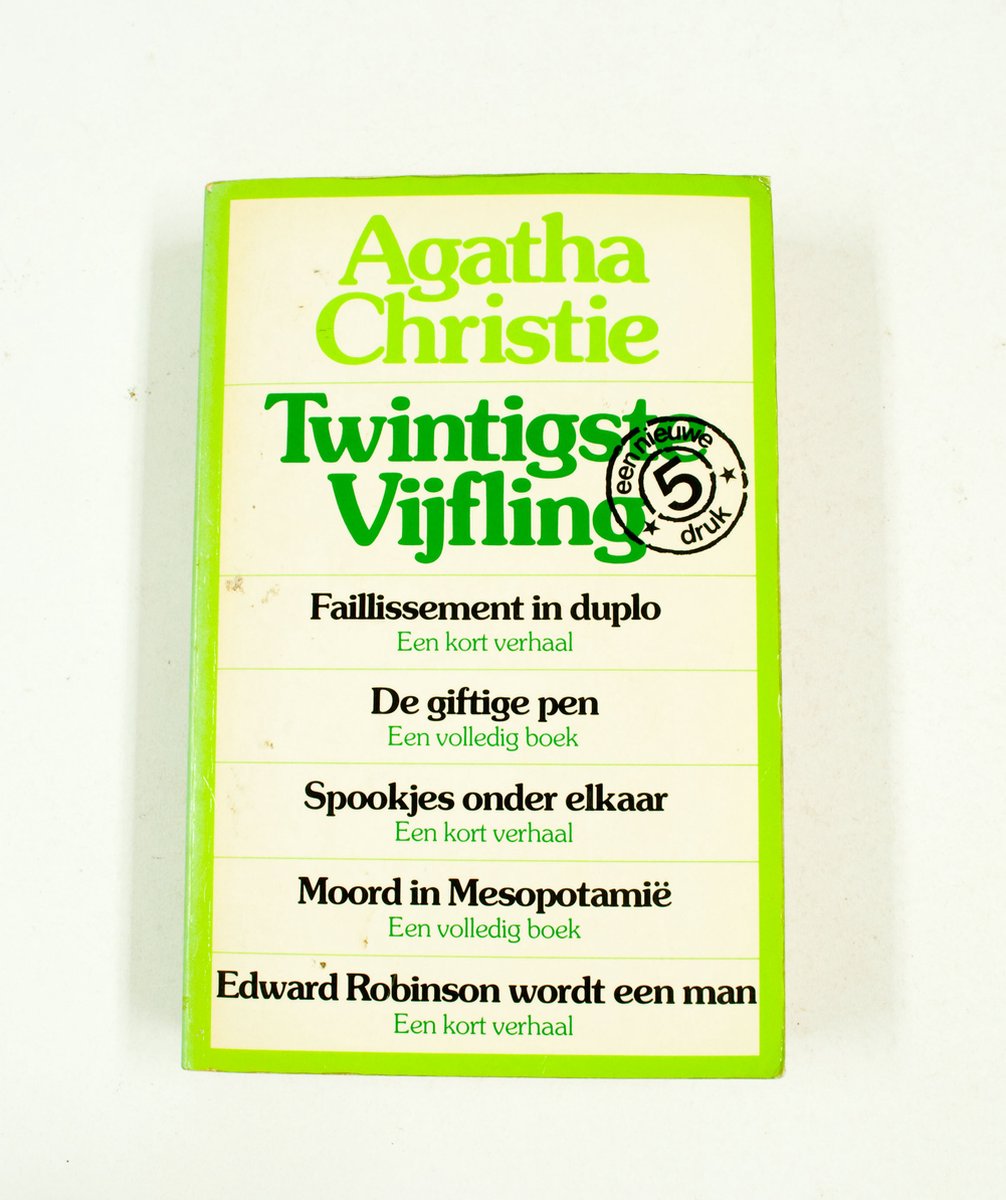 Agatha
Christie
Twintigste
Vijfling
een nieuwe
5
druk
Faillissement in duplo
Een kort verhaal
De giftige pen
Een volledig boek
Spookjes onder elkaar
Een kort verhaal
Moord in Mesopotamië
Een volledig boek
Edward Robinson wordt een man
Een kort verhaal